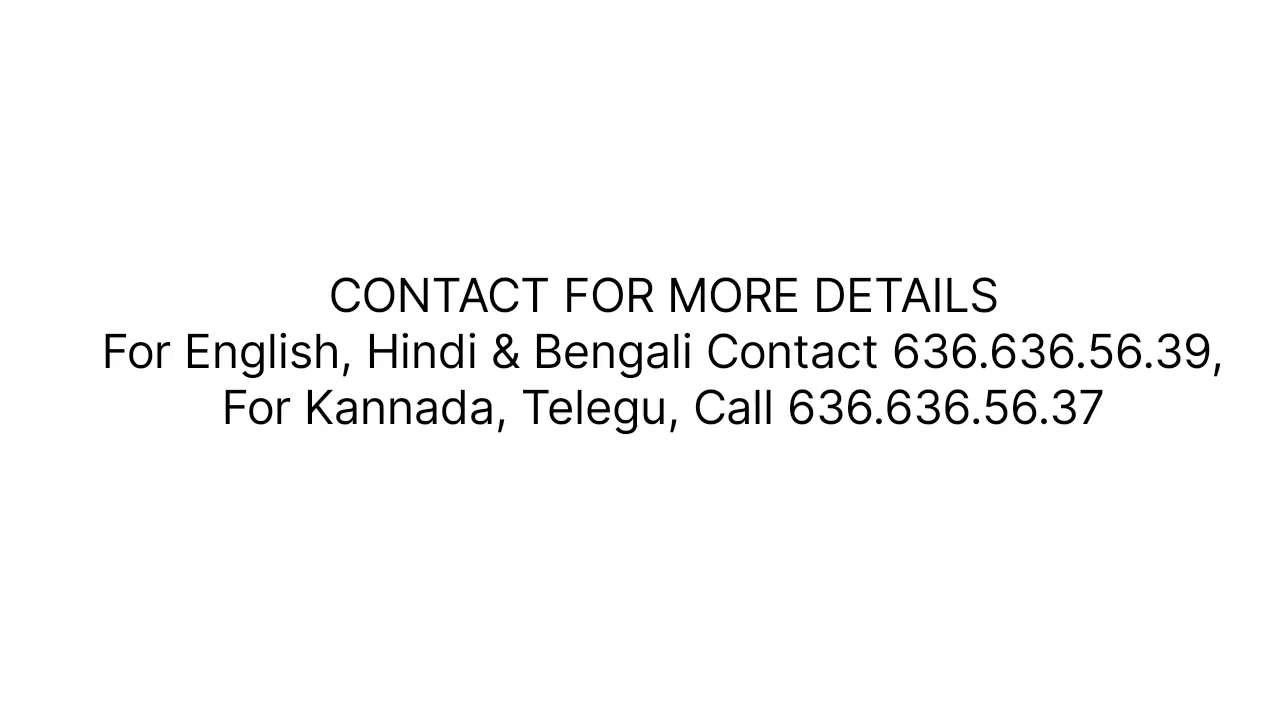 CONTACT FOR MORE DETAILS
For English, Hindi & Bengali Contact 636.636.56.39,
For Kannada, Telegu, Call 636.636.56.37